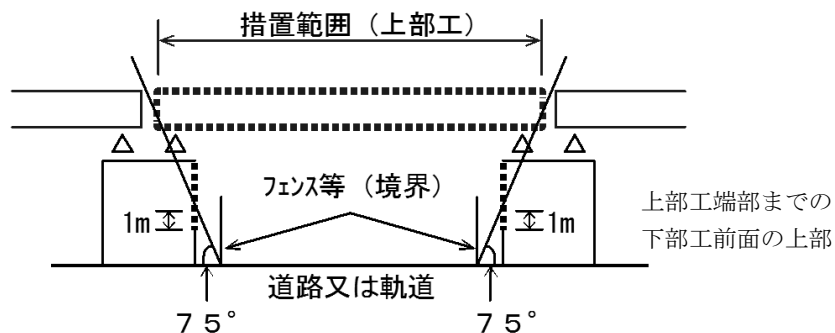 措置範囲（上部工）
フェンス等（境界）
1m
1m
上部工端部までの
下部工前面の上部
道路又は軌道
７５°
７５°